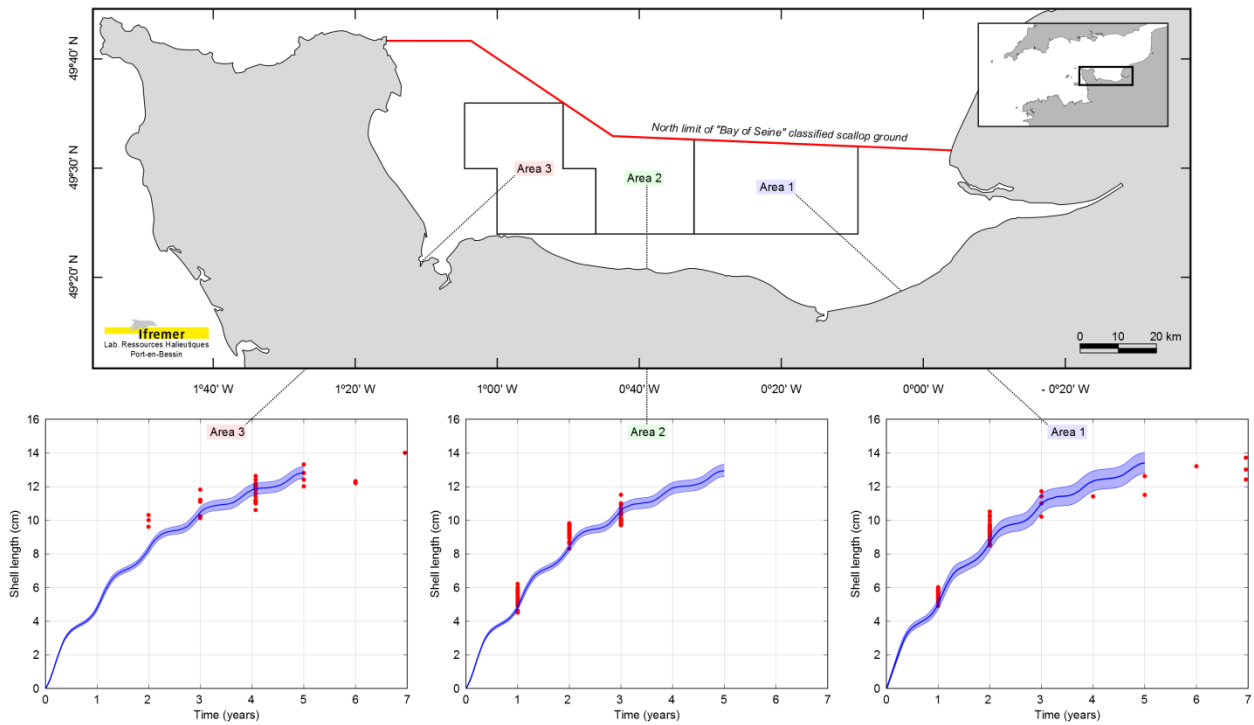 49°40' N
49°30' N
49°20' N
North limit of "Bay of Seine" classified scallop ground
Area 3
Area 2
Area 1
Ifremer
Lab. Ressources Halieutiques
Port-en-Bessin
0 10 20 km
1°40' W 1°20' W 1°00' W 0°40' W 0°20' W 0°00' W - 0°20' W
Area 3
Shell length (cm)
16
14
12
10
8
6
4
2
0
0 1 2 3 4 5 6 7
Time (years)
Area 2
Shell length (cm)
16
14
12
10
8
6
4
2
0
0 1 2 3 4 5 6 7
Time (years)
Area 1
Shell length (cm)
16
14
12
10
8
6
4
2
0
0 1 2 3 4 5 6 7
Time (years)